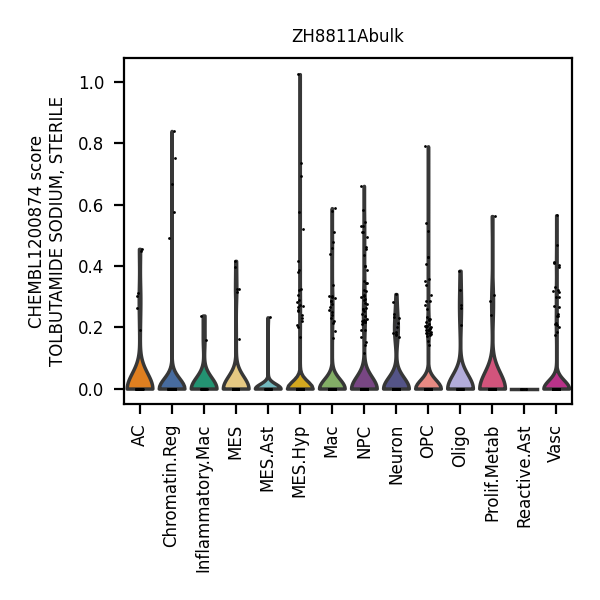 ZH8811Abulk
CHEMBL1200874 score
TOLBUTAMIDE SODIUM, STERILE
1.0
0.8
0.6
0.4
0.2
0.0
AC
Chromatin.Reg
Inflammatory.Mac
MES
MES.Ast
MES.Hyp
Mac
NPC
Neuron
OPC
Oligo
Prolif.Metab
Reactive.Ast
Vasc